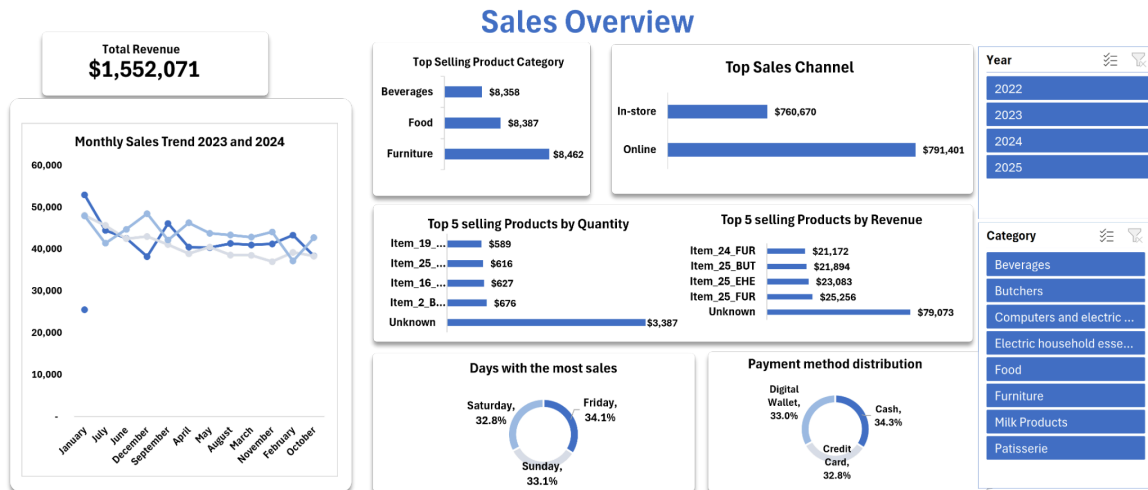 Sales Overview
Total Revenue
$1,552,071
Monthly Sales Trend 2023 and 2024
60,000
50,000
40,000
30,000
20,000
10,000
-
January
July
June
December
September
April
May
August
March
November
February
October
Top Selling Product Category
Beverages
$8,358
Food
$8,387
Furniture
$8,462
Top Sales Channel
In-store
$760,670
Online
$791,401
Top 5 selling Products by Quantity
Item_19_...
$589
Item_25_...
$616
Item_16_...
$627
Item_2_B...
$676
Unknown
$3,387
Top 5 selling Products by Revenue
Item_24_FUR
$21,172
Item_25_BUT
$21,894
Item_25_EHE
$23,083
Item_25_FUR
$25,256
Unknown
$79,073
Days with the most sales
Saturday,
32.8%
Friday,
34.1%
Sunday,
33.1%
Payment method distribution
Digital
Wallet,
33.0%
Cash,
34.3%
Credit
Card,
32.8%
Year
2022
2023
2024
2025
Category
Beverages
Butchers
Computers and electric ...
Electric household esse...
Food
Furniture
Milk Products
Patisserie